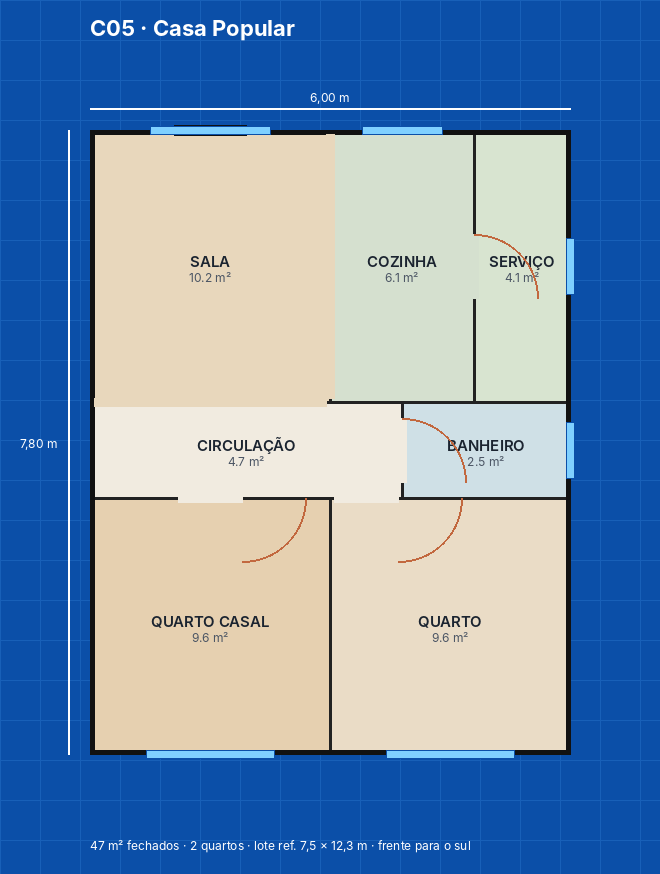 C05 · Casa Popular
6,00 m
SALA
10.2 m²
COZINHA
6.1 m²
SERVIÇO
4.1 m²
7,80 m
CIRCULAÇÃO
4.7 m²
BANHEIRO
2.5 m²
QUARTO CASAL
9.6 m²
QUARTO
9.6 m²
47 m² fechados · 2 quartos · lote ref. 7,5 × 12,3 m · frente para o sul